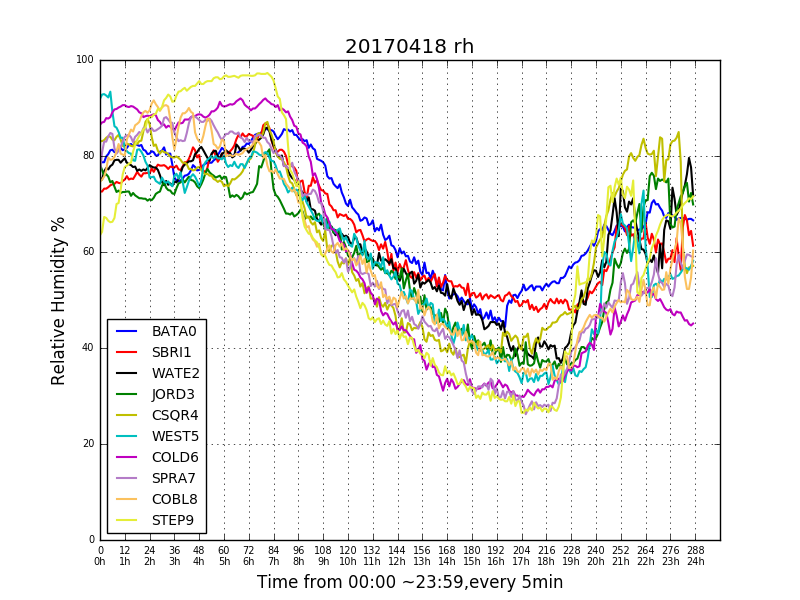 20170418 rh
100
80
60
40
20
0
Relative Humidity %
BATA0
SBRI1
WATE2
JORD3
CSQR4
WEST5
COLD6
SPRA7
COBL8
STEP9
0 12 24 36 48 60 72 84 96 108 120 132 144 156 168 180 192 204 216 228 240 252 264 276 288
0h 1h 2h 3h 4h 5h 6h 7h 8h 9h 10h 11h 12h 13h 14h 15h 16h 17h 18h 19h 20h 21h 22h 23h 24h
Time from 00:00 ~23:59,every 5min